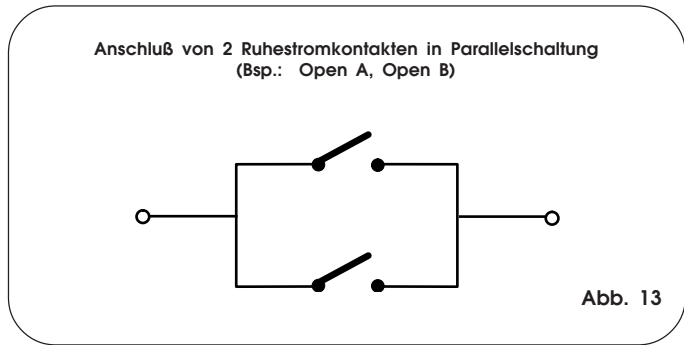 Anschluß von 2 Ruhestromkontakten in Parallelschaltung
(Bsp.: Open A, Open B)
Abb. 13